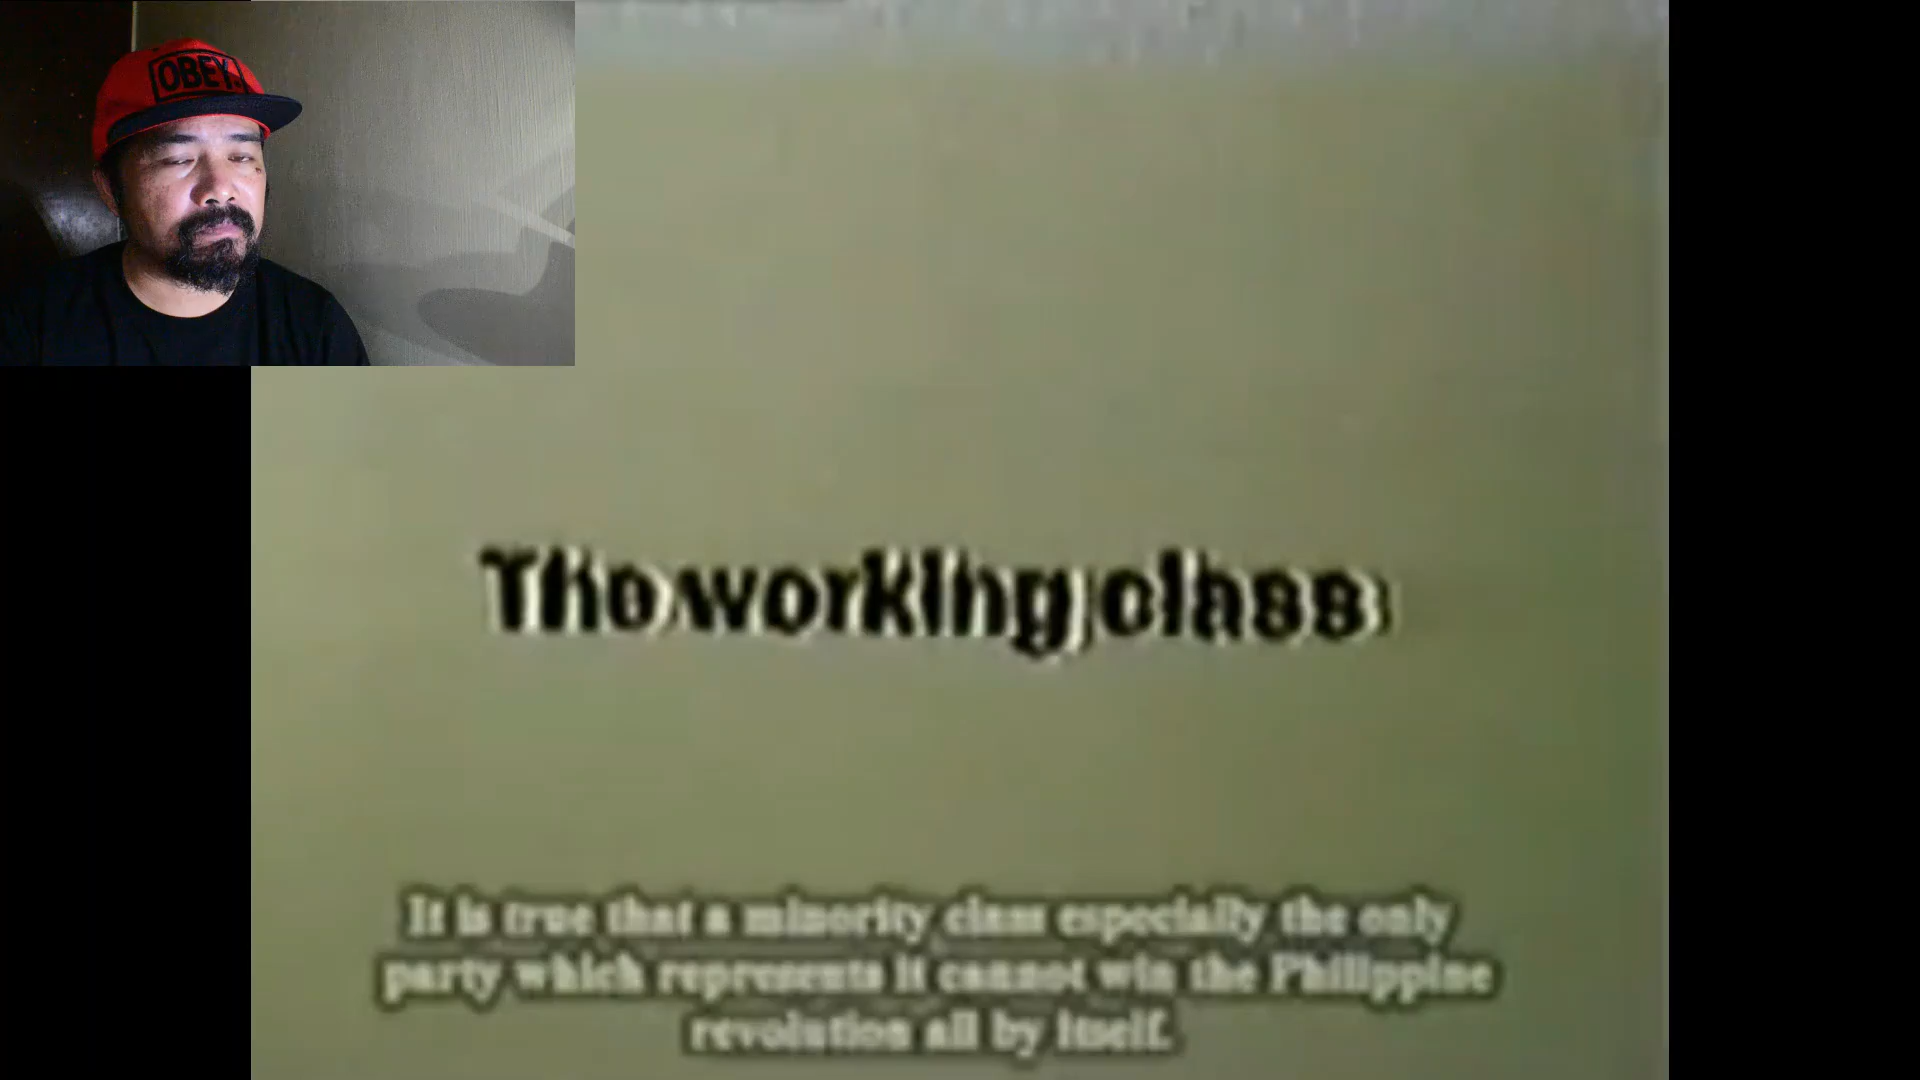 OBEY.
The working class
It is true that a minority class especially the only
party which represents it cannot win the Philippine
revolution all by itself.